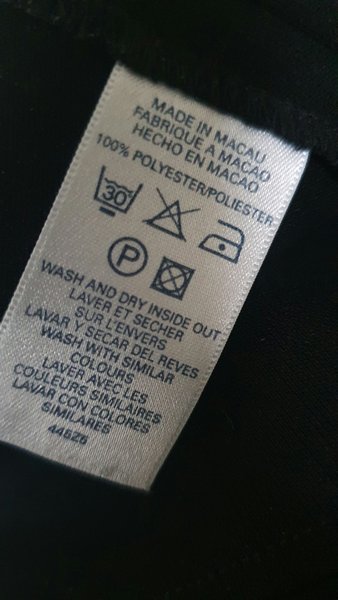 MADE IN MACAU
FABRIQUE A MACAO
HECHO EN MACAO
100% POLYESTER/POLIESTER
30
P
WASH AND DRY INSIDE OUT
LAVER ET SECHER
SUR L'ENVERS
LAVAR Y SECAR DEL REVES
WASH WITH SIMILAR
COLOURS
LAVER AVEC LES
COULEURS SIMILAIRES
LAVAR CON COLORES
SIMILARES